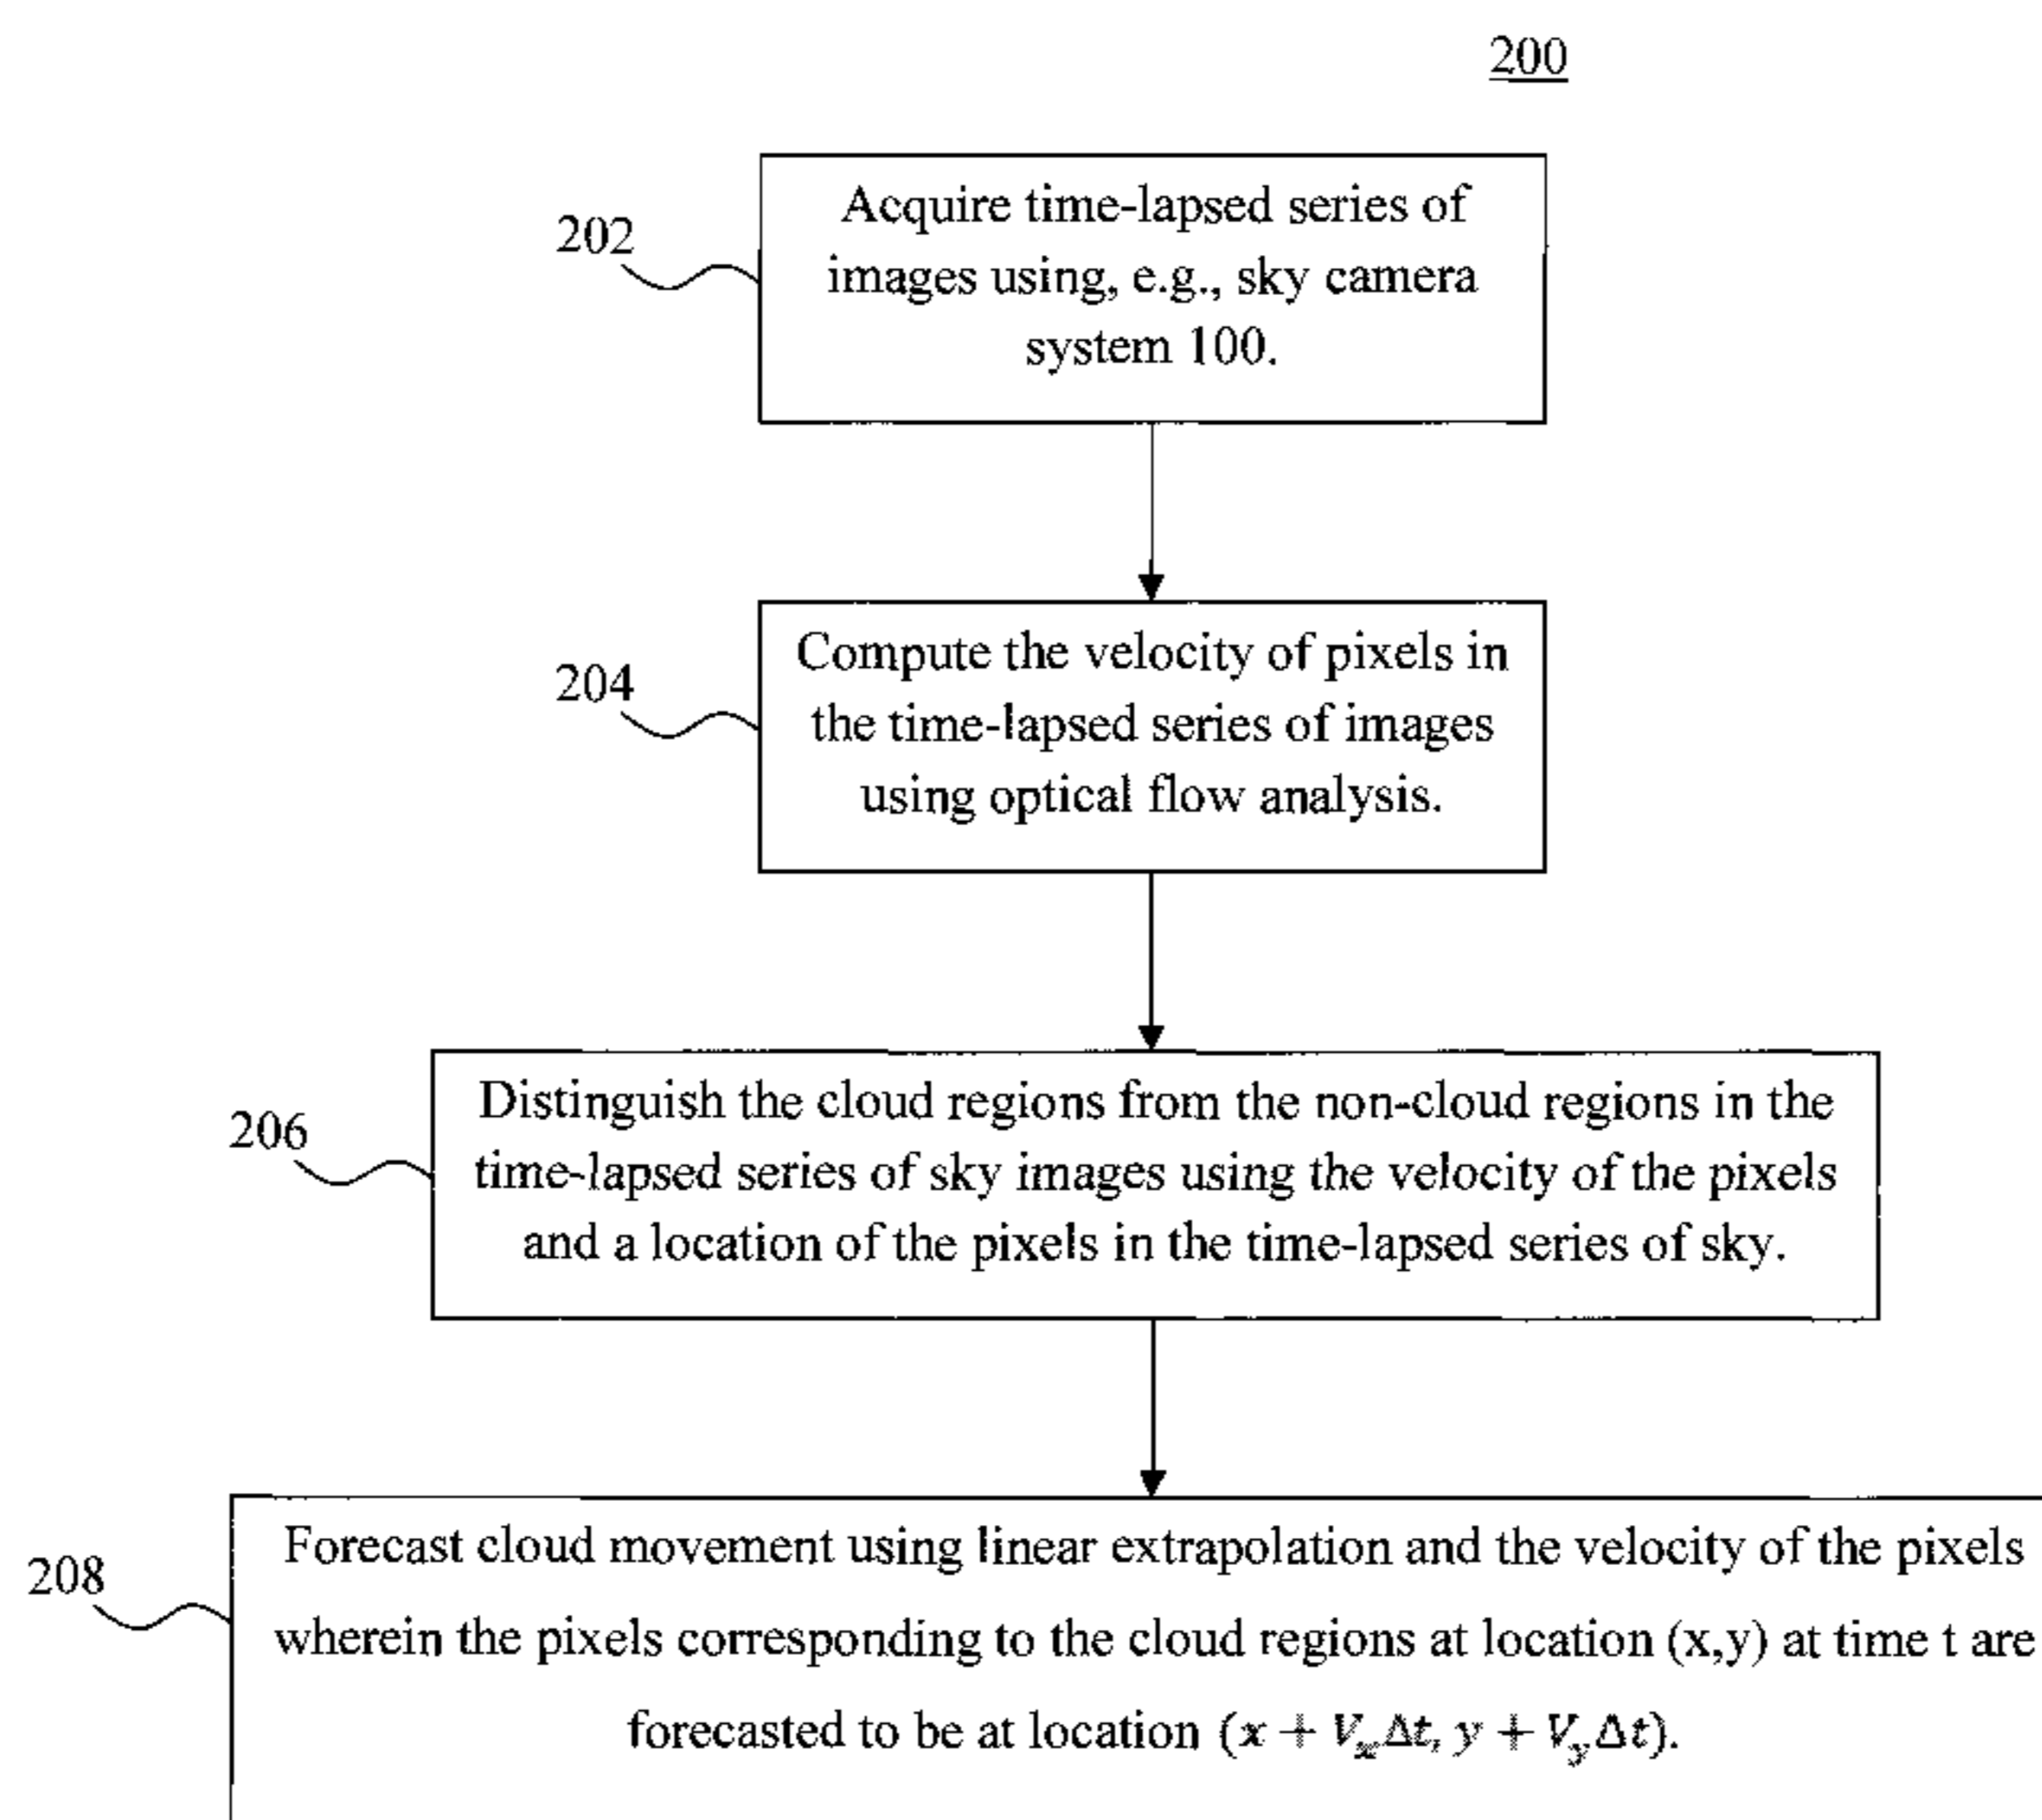 200
202
Acquire time-lapsed series of
images using, e.g., sky camera
system 100.
204
Compute the velocity of pixels in
the time-lapsed series of images
using optical flow analysis.
206
Distinguish the cloud regions from the non-cloud regions in the
time-lapsed series of sky images using the velocity of the pixels
and a location of the pixels in the time-lapsed series of sky.
208
Forecast cloud movement using linear extrapolation and the velocity of the pixels
wherein the pixels corresponding to the cloud regions at location (x,y) at time t are
forecasted to be at location (x + VₓΔt, y + V_yΔt).